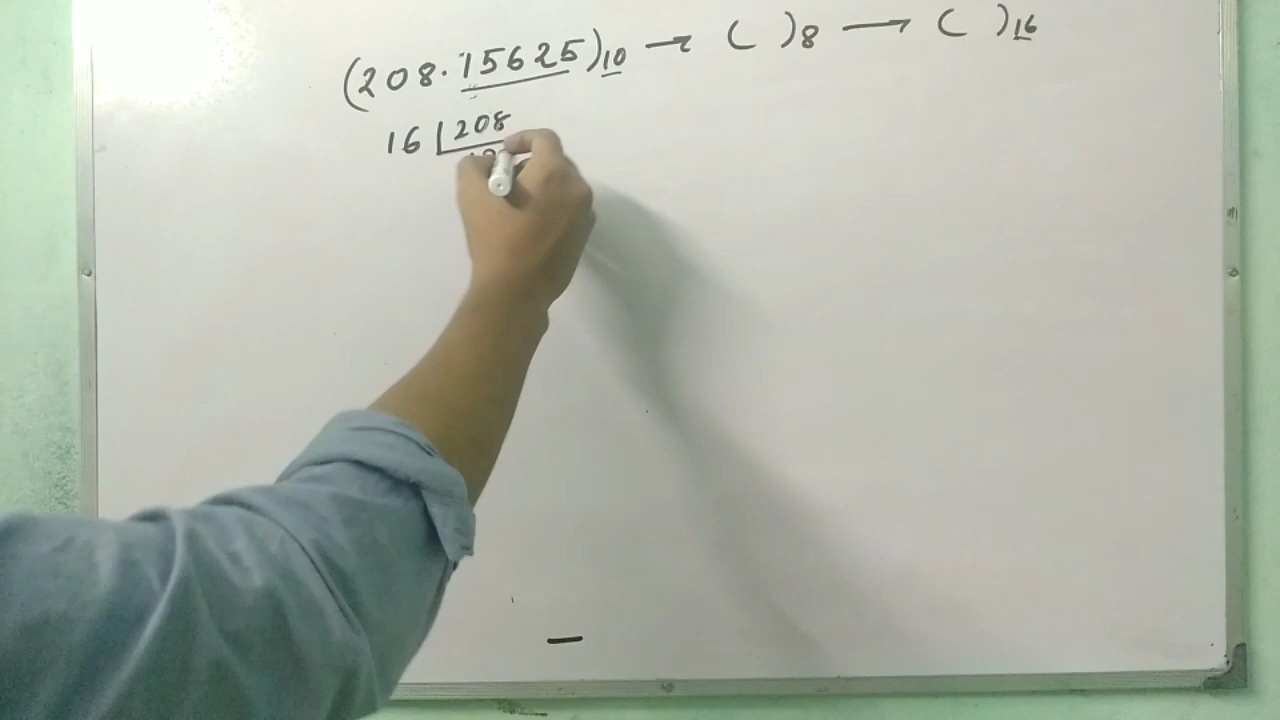 (208.15625)10 → ( )8 → ( )16
16 208